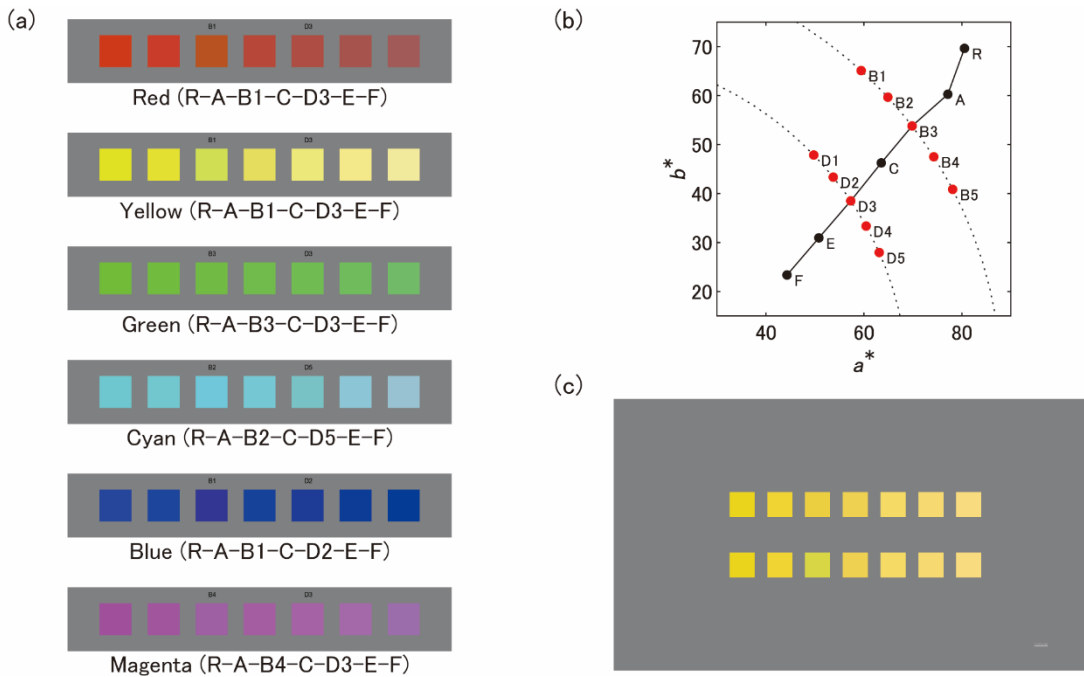 (a)
B1 D3
Red (R-A-B1-C-D3-E-F)
B1 D3
Yellow (R-A-B1-C-D3-E-F)
B3 D3
Green (R-A-B3-C-D3-E-F)
B2 D5
Cyan (R-A-B2-C-D5-E-F)
B1 D2
Blue (R-A-B1-C-D2-E-F)
B4 D3
Magenta (R-A-B4-C-D3-E-F)
(b)
70
60
50
40
30
20
b*
R
B1
A
B2
B3
B4
D1
C
D2
B5
D3
D4
E
D5
F
40 60 80
a*
(c)